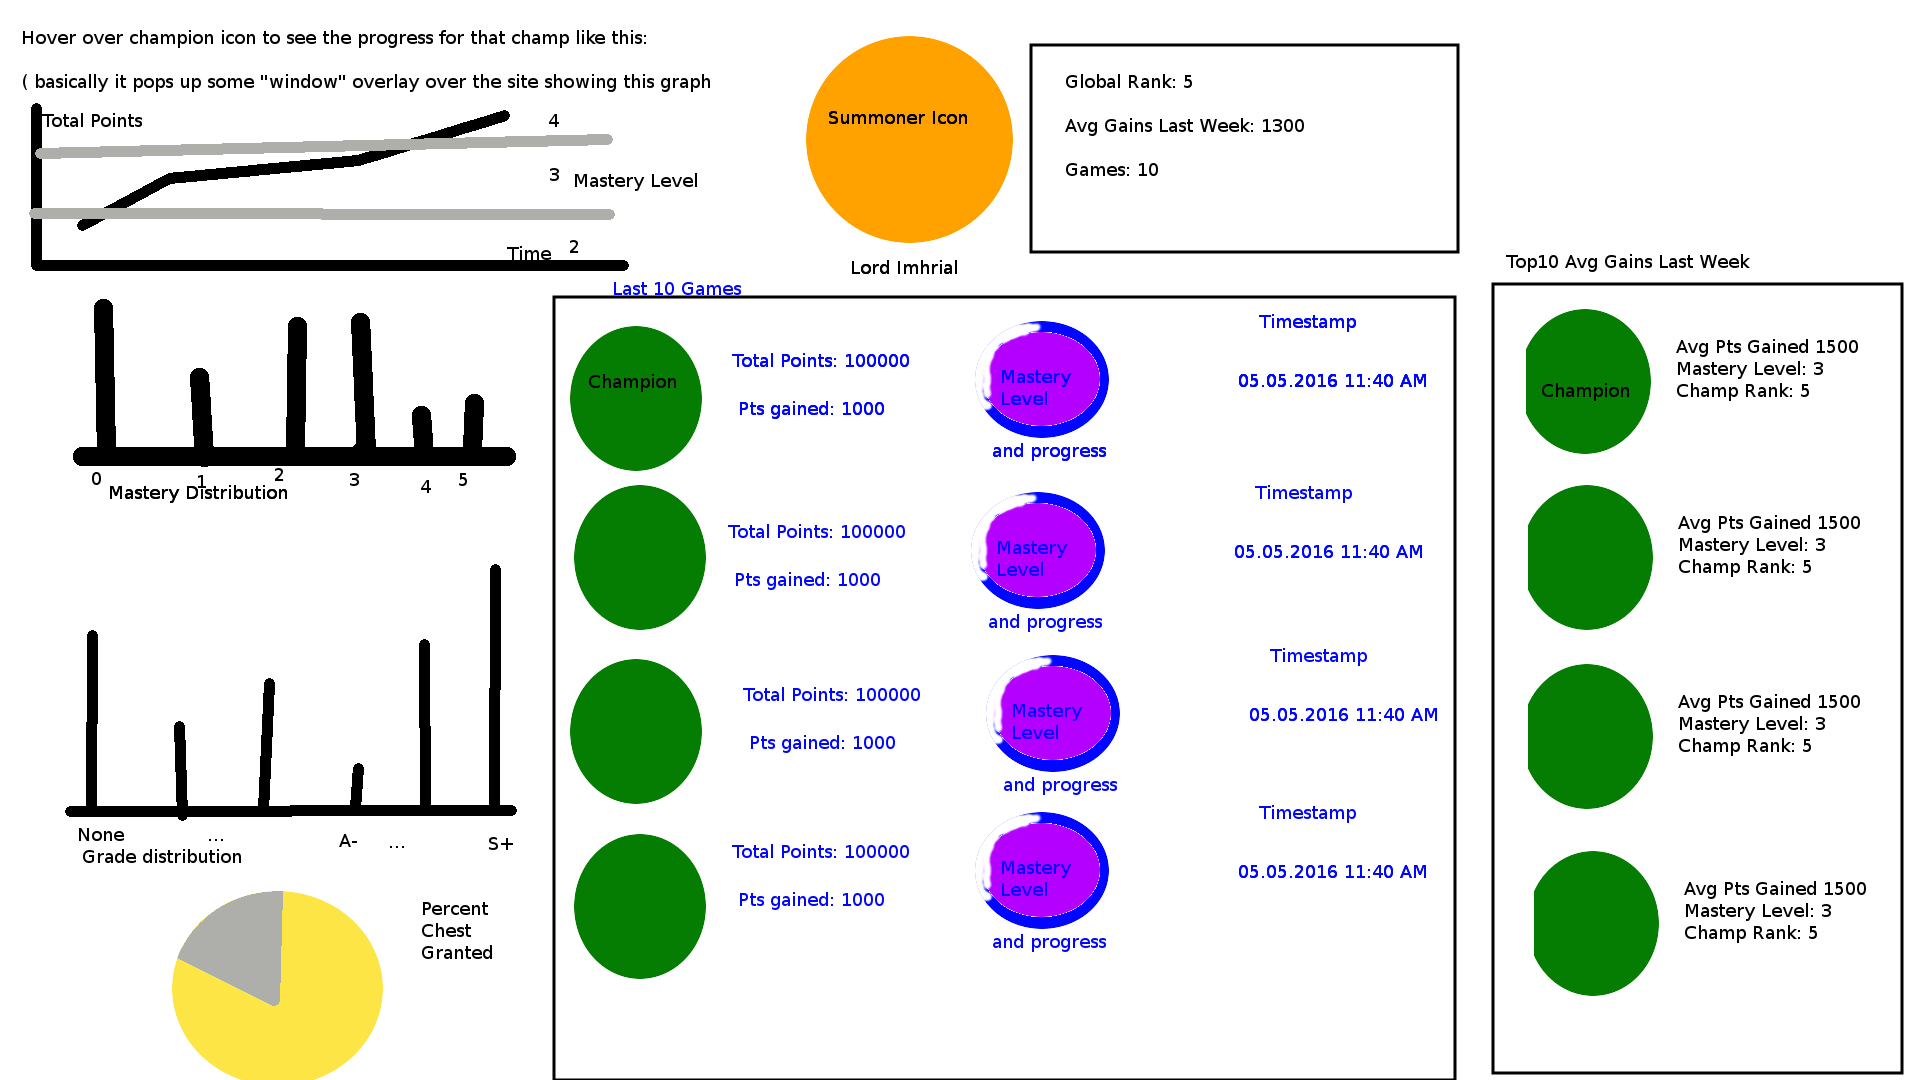 Hover over champion icon to see the progress for that champ like this:
( basically it pops up some "window" overlay over the site showing this graph
Total Points
4
3
Mastery Level
Time
2
Summoner Icon
Lord Imhrial
Global Rank: 5
Avg Gains Last Week: 1300
Games: 10
0
1
2
3
4
5
Mastery Distribution
None
...
A-
...
S+
Grade distribution
Percent
Chest
Granted
Last 10 Games
Champion
Total Points: 100000
Pts gained: 1000
Mastery
Level
and progress
Timestamp
05.05.2016 11:40 AM
Total Points: 100000
Pts gained: 1000
Mastery
Level
and progress
Timestamp
05.05.2016 11:40 AM
Total Points: 100000
Pts gained: 1000
Mastery
Level
and progress
Timestamp
05.05.2016 11:40 AM
Total Points: 100000
Pts gained: 1000
Mastery
Level
and progress
Timestamp
05.05.2016 11:40 AM
Top10 Avg Gains Last Week
Champion
Avg Pts Gained 1500
Mastery Level: 3
Champ Rank: 5
Avg Pts Gained 1500
Mastery Level: 3
Champ Rank: 5
Avg Pts Gained 1500
Mastery Level: 3
Champ Rank: 5
Avg Pts Gained 1500
Mastery Level: 3
Champ Rank: 5